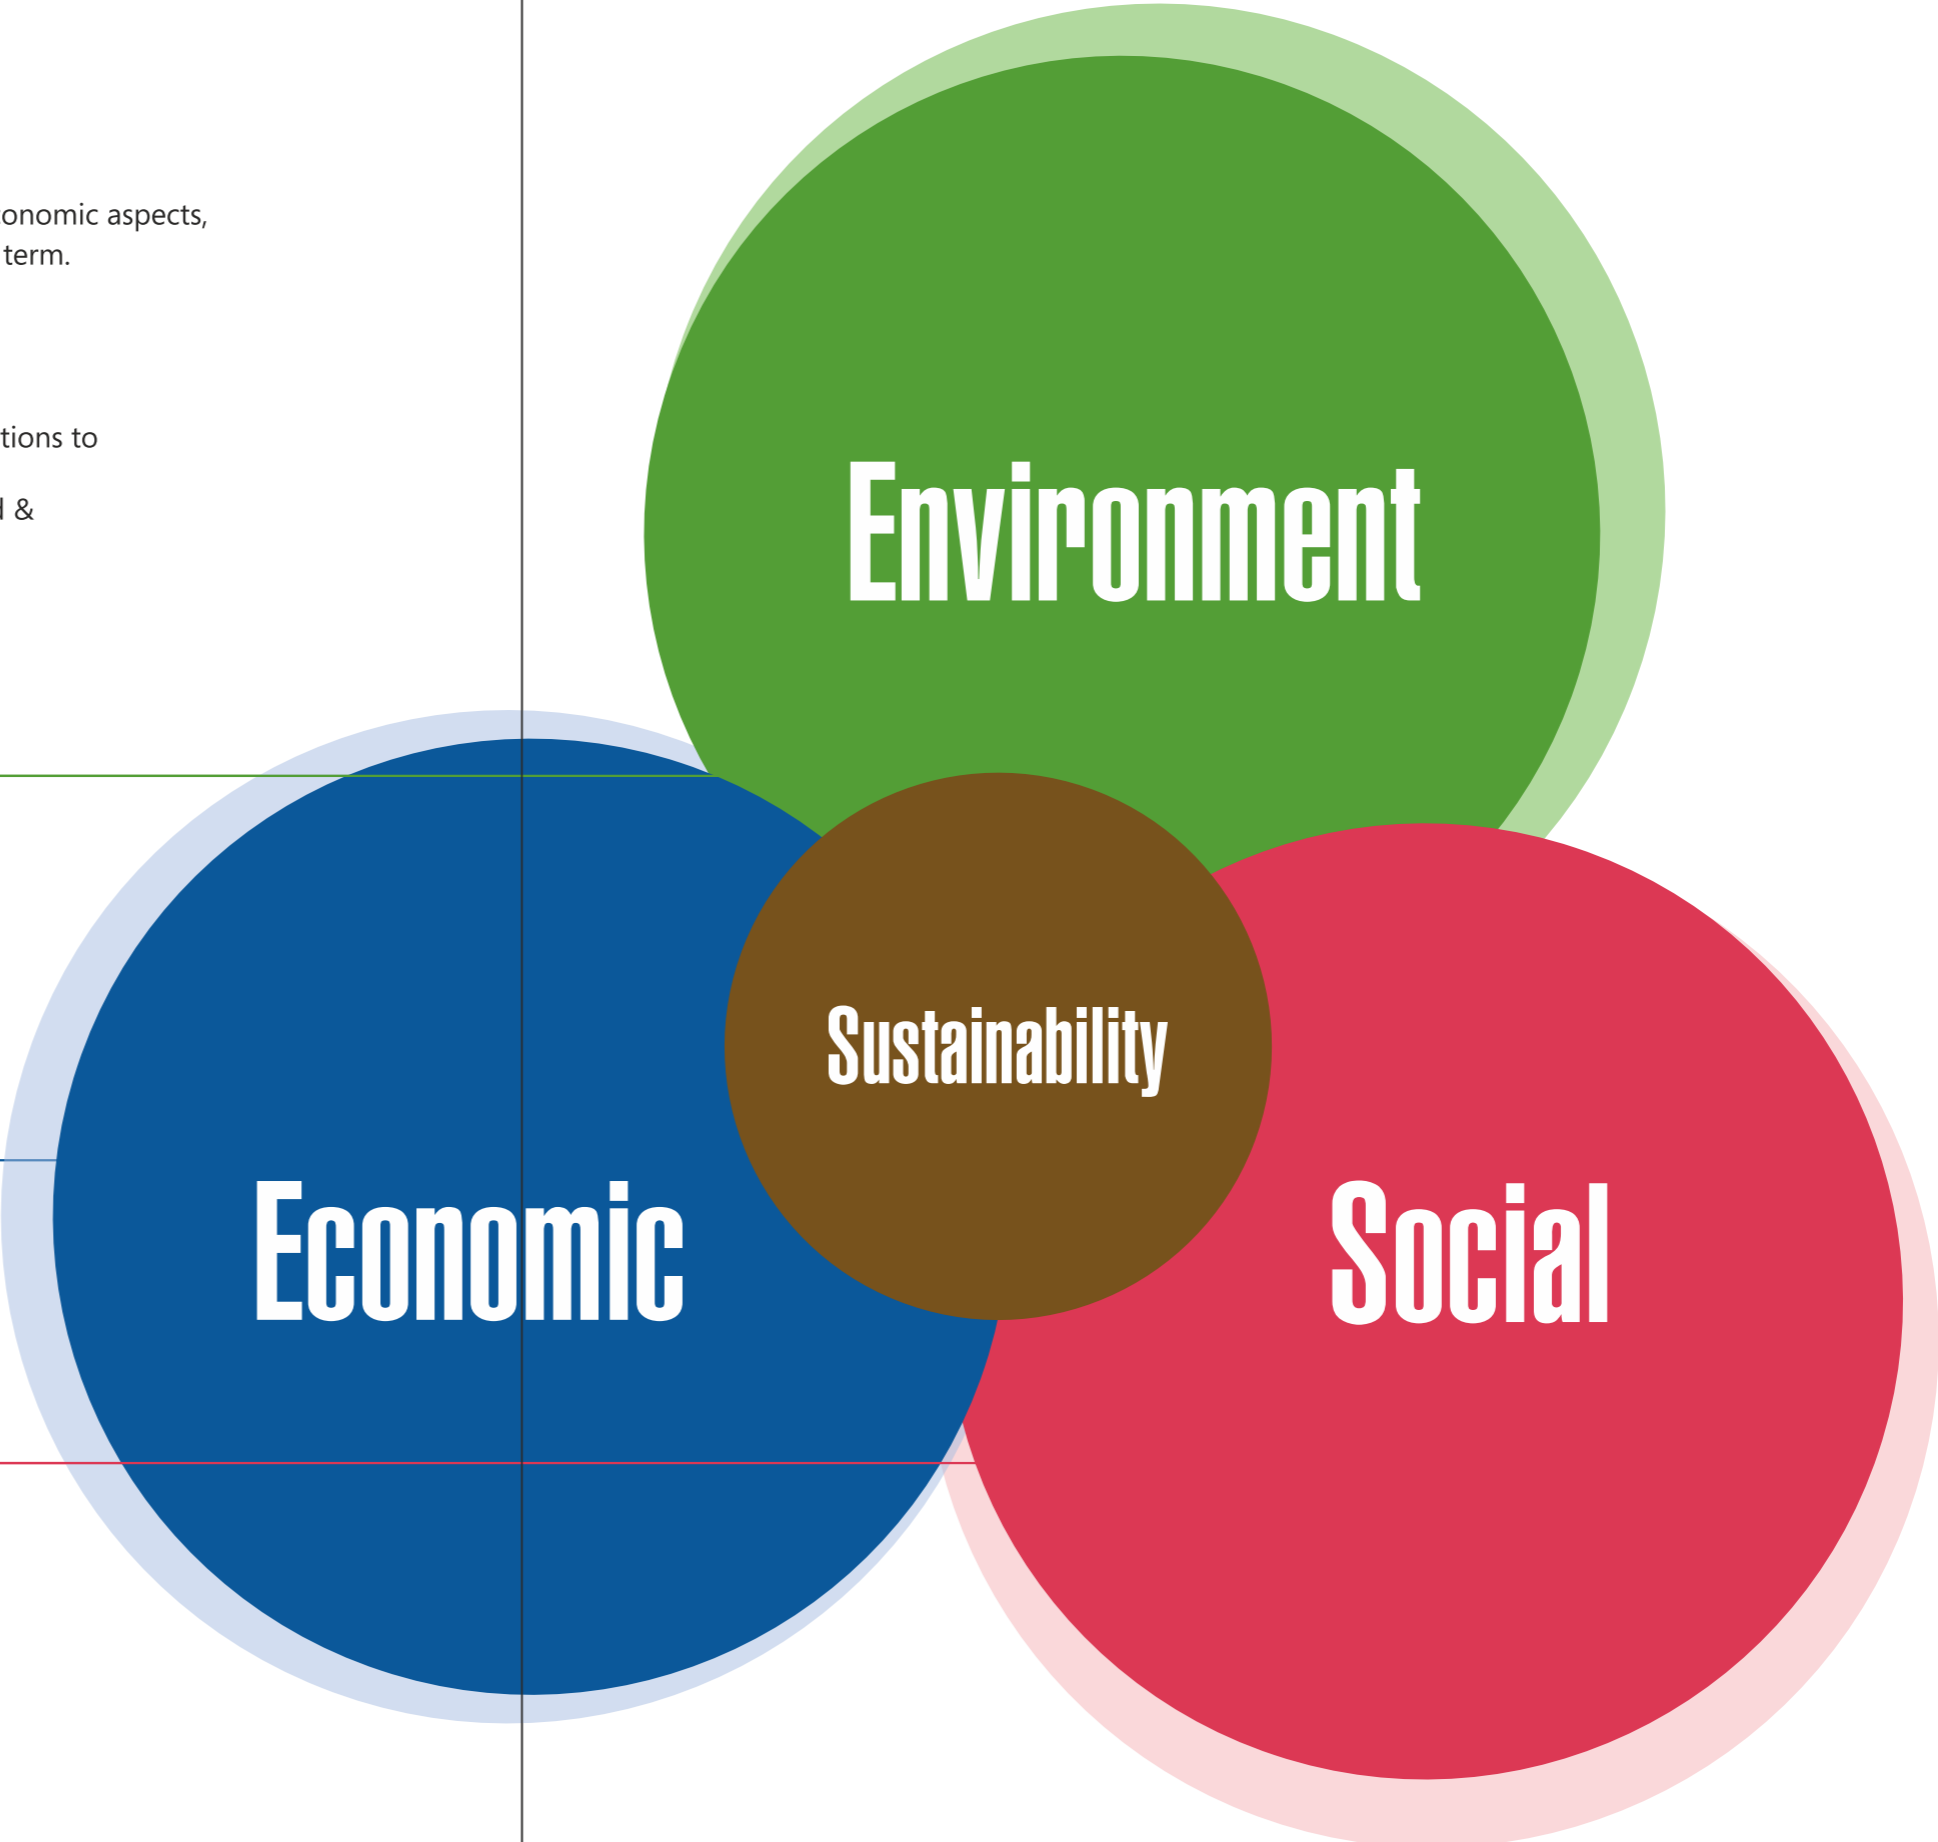 onomic aspects,
term.
tions to
&
Environment
Sustainability
Economic
Social